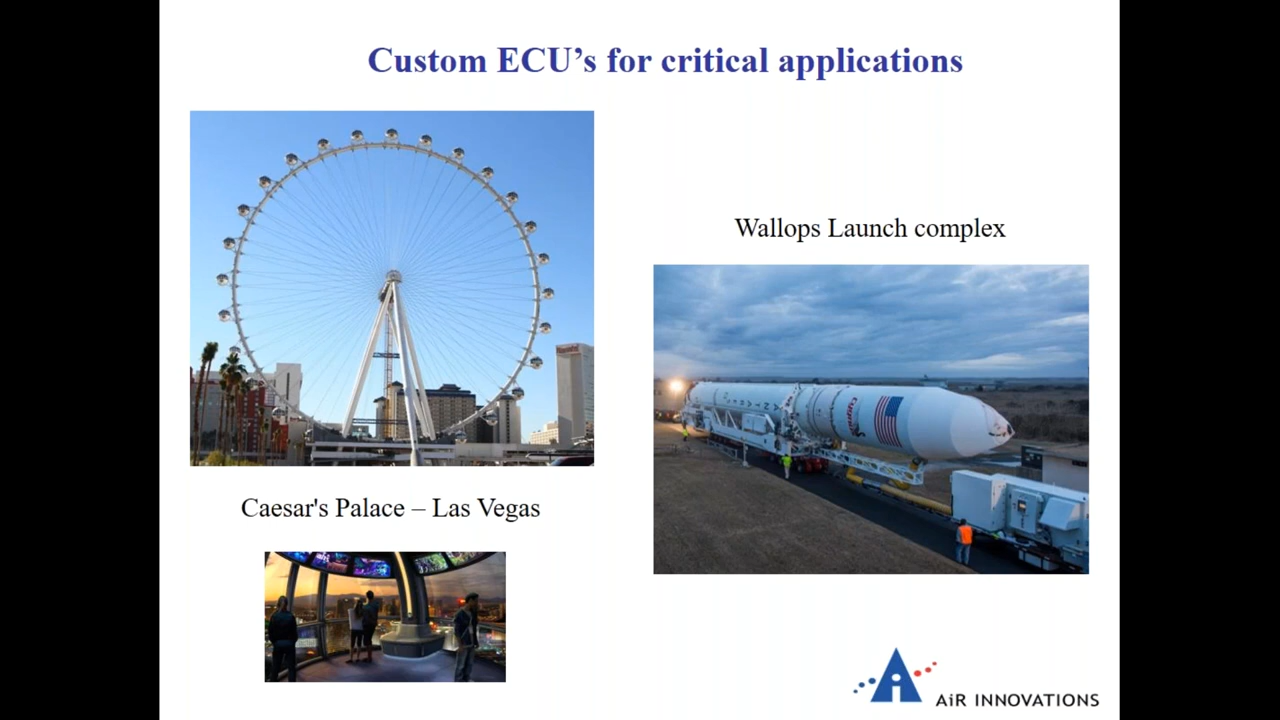 Custom ECU’s for critical applications
Wallops Launch complex
Caesar's Palace – Las Vegas
AiR INNOVATIONS